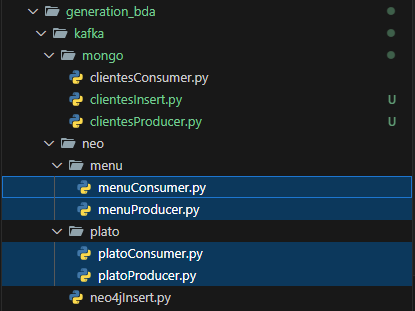 generation_bda
kafka
mongo
clientesConsumer.py
clientesInsert.py U
clientesProducer.py U
neo
menu
menuConsumer.py
menuProducer.py
plato
platoConsumer.py
platoProducer.py
neo4jInsert.py